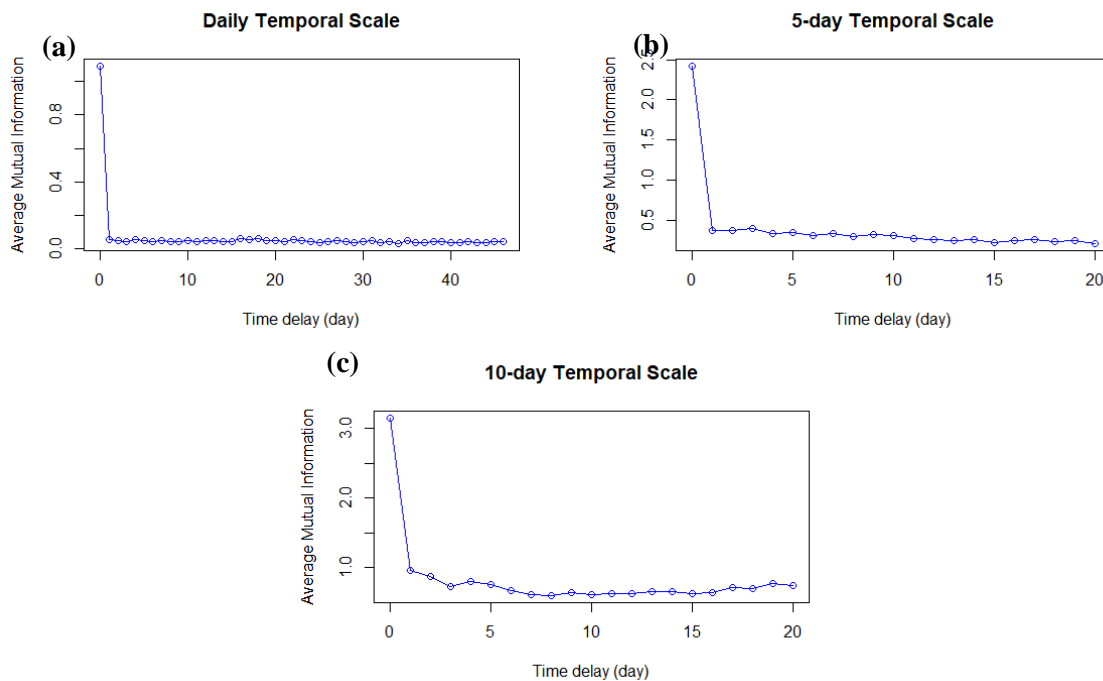 Daily Temporal Scale
(a)
Average Mutual Information
0.0 0.4 0.8
0 10 20 30 40
Time delay (day)
5-day Temporal Scale
(b)
Average Mutual Information
0.5 1.0 1.5 2.0 2.5
0 5 10 15 20
Time delay (day)
(c)
10-day Temporal Scale
Average Mutual Information
1.0 2.0 3.0
0 5 10 15 20
Time delay (day)